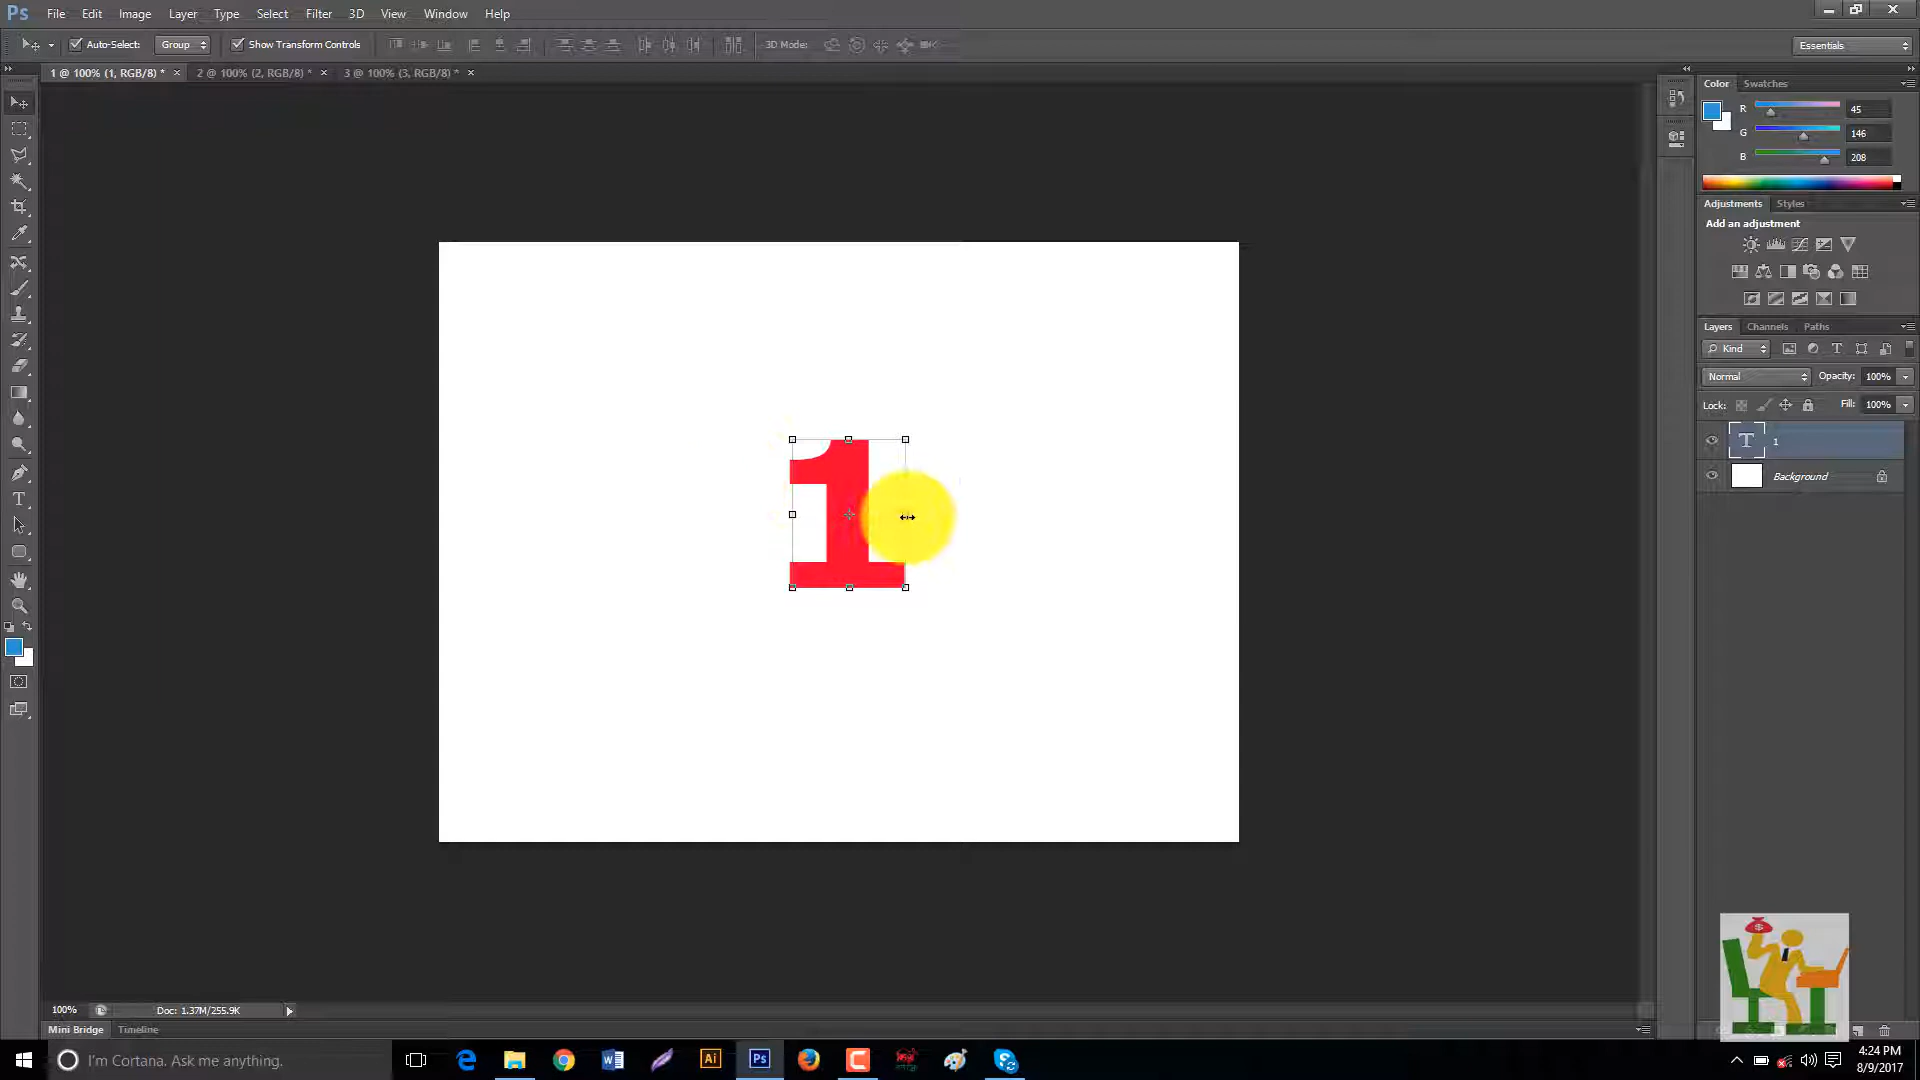 Ps File Edit Image Layer Type Select Filter 3D View Window Help
Auto-Select: Group Show Transform Controls 3D Mode: Essentials
1 @ 100% (1, RGB/8) * × 2 @ 100% (2, RGB/8) * × 3 @ 100% (3, RGB/8) * ×
Color Swatches
R 45
G 146
B 208
Adjustments Styles
Add an adjustment
Layers Channels Paths
Kind
Normal Opacity: 100%
Lock: Fill: 100%
T 1
Background
1
100% Doc: 1.37M/255.9K
Mini Bridge Timeline
I'm Cortana. Ask me anything.
Ai Ps
4:24 PM
8/9/2017